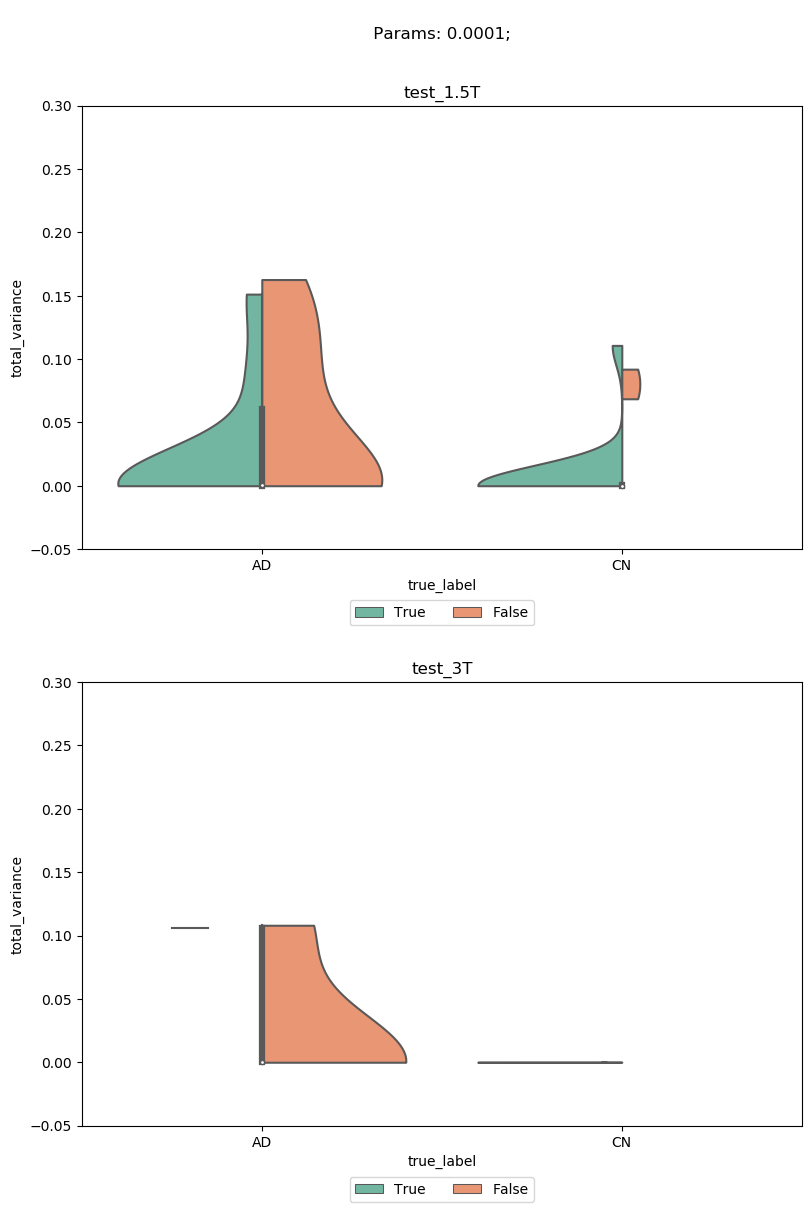 Params: 0.0001;
test_1.5T
0.30
0.25
0.20
0.15
0.10
0.05
0.00
−0.05
total_variance
AD CN
true_label
True False
test_3T
0.30
0.25
0.20
0.15
0.10
0.05
0.00
−0.05
total_variance
AD CN
true_label
True False